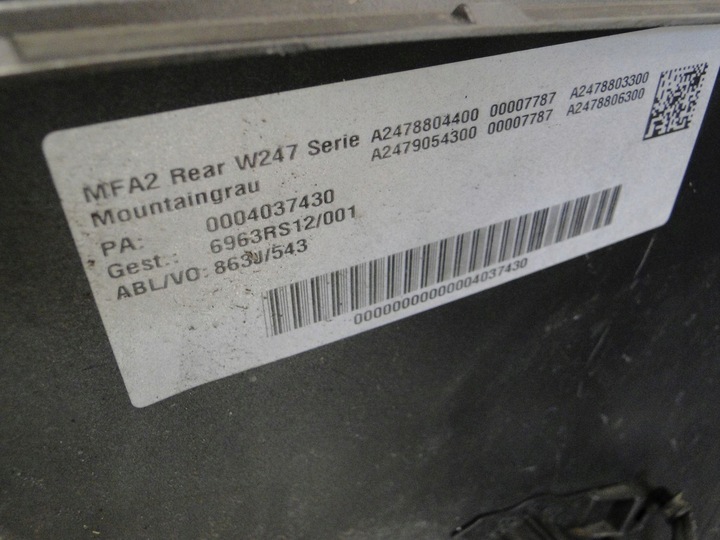 MFA2 Rear W247 Serie A2478804400 00007787 A2478803300
Mountaingrau A2479054300 00007787 A2478806300
PA: 0004037430
Gest.: 6963RS12/001
ABL/VO: 863J/543
00000000000004037430